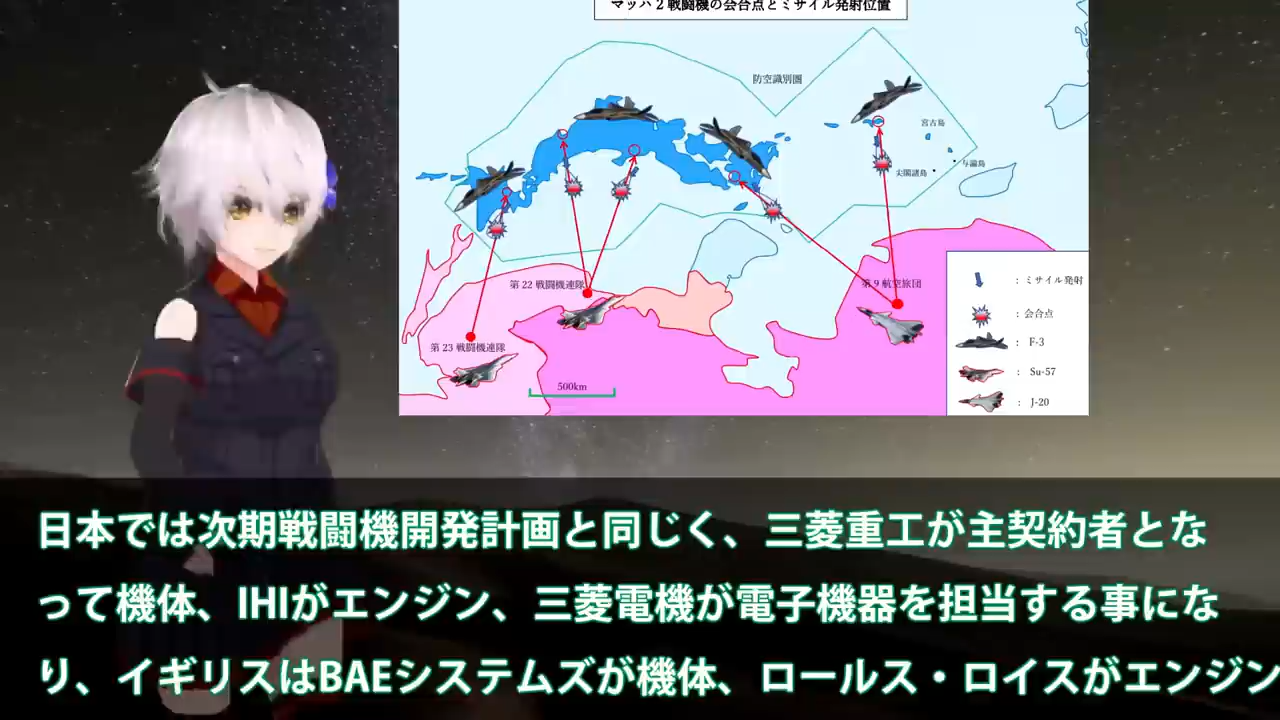 マッハ2戦闘機の会合点とミサイル発射位置
防空識別圏
宮古島
与論島
尖閣諸島
第22戦闘機連隊
第9航空旅団
第23戦闘機連隊
500km
：ミサイル発射
：会合点
： F-3
： Su-57
： J-20
日本では次期戦闘機開発計画と同じく、三菱重工が主契約者とな
って機体、IHIがエンジン、三菱電機が電子機器を担当する事にな
り、イギリスはBAEシステムズが機体、ロールス・ロイスがエンジン